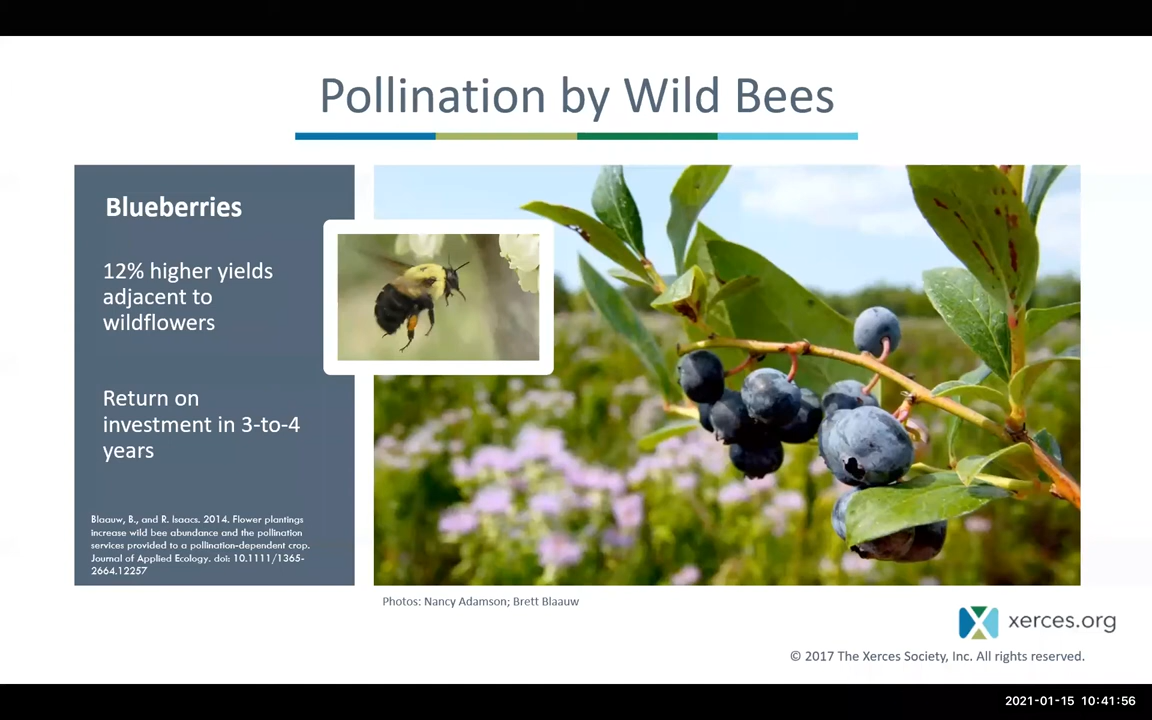 Pollination by Wild Bees
Blueberries
12% higher yields
adjacent to
wildflowers
Return on
investment in 3-to-4
years
Blaauw, B., and R. Isaacs. 2014. Flower plantings
increase wild bee abundance and the pollination
services provided to a pollination-dependent crop.
Journal of Applied Ecology. doi: 10.1111/1365-
2664.12257
Photos: Nancy Adamson; Brett Blaauw
xerces.org
© 2017 The Xerces Society, Inc. All rights reserved.
2021-01-15 10:41:56